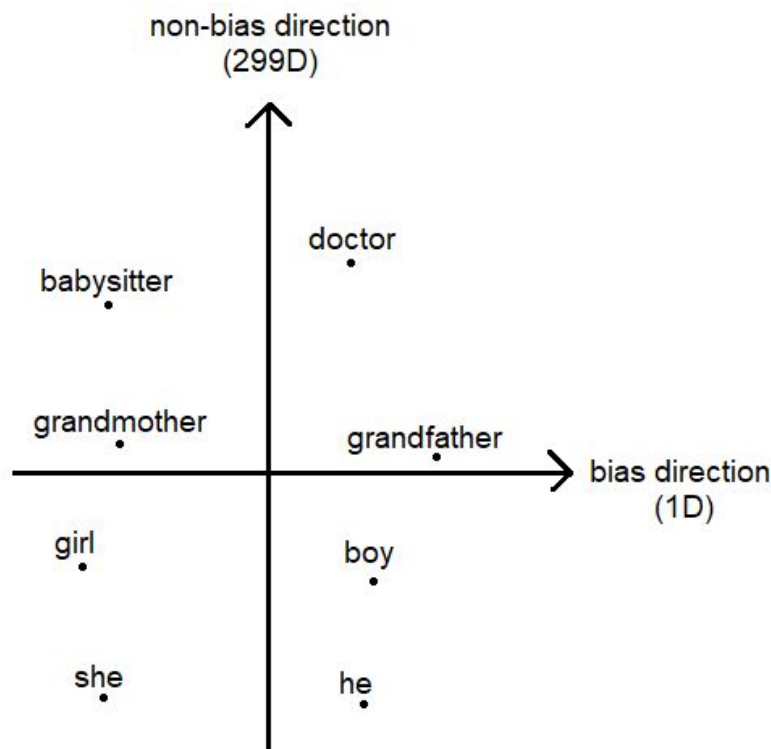 non-bias direction
(299D)
doctor
babysitter
grandmother
grandfather
bias direction
(1D)
girl
boy
she
he